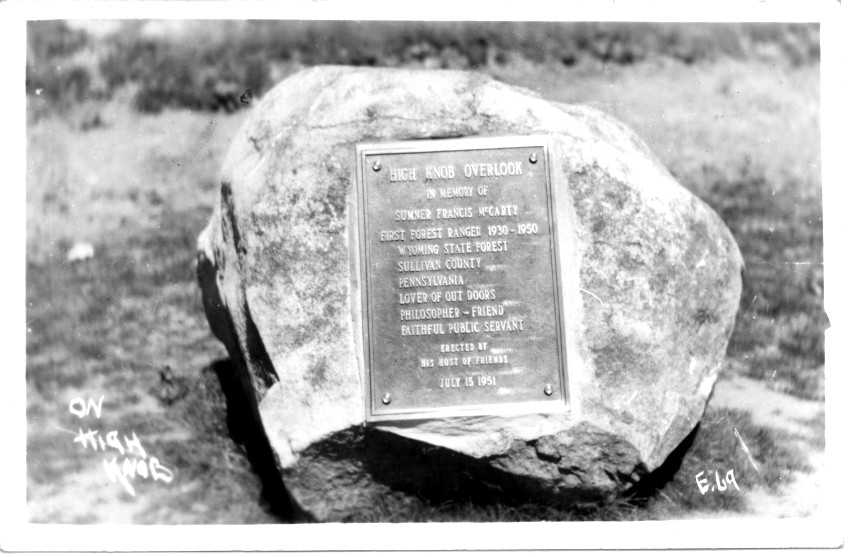 HIGH KNOB OVERLOOK
IN MEMORY OF
SUMNER FRANCIS McCARTY
FIRST FOREST RANGER 1930-1950
WYOMING STATE FOREST
SULLIVAN COUNTY
PENNSYLVANIA
LOVER OF OUT DOORS
PHILOSOPHER - FRIEND
FAITHFUL PUBLIC SERVANT
ERECTED BY
HIS HOST OF FRIENDS
JULY 15 1951
ON
HIGH
KNOB
E.69